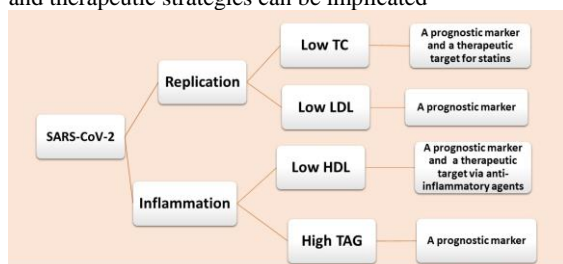 and therapeutic strategies can be implicated
SARS-CoV-2
Replication
Low TC
A prognostic marker
and a therapeutic
target for statins
Low LDL
A prognostic marker
Inflammation
Low HDL
A prognostic marker
and a therapeutic
target via anti-
inflammatory agents
High TAG
A prognostic marker